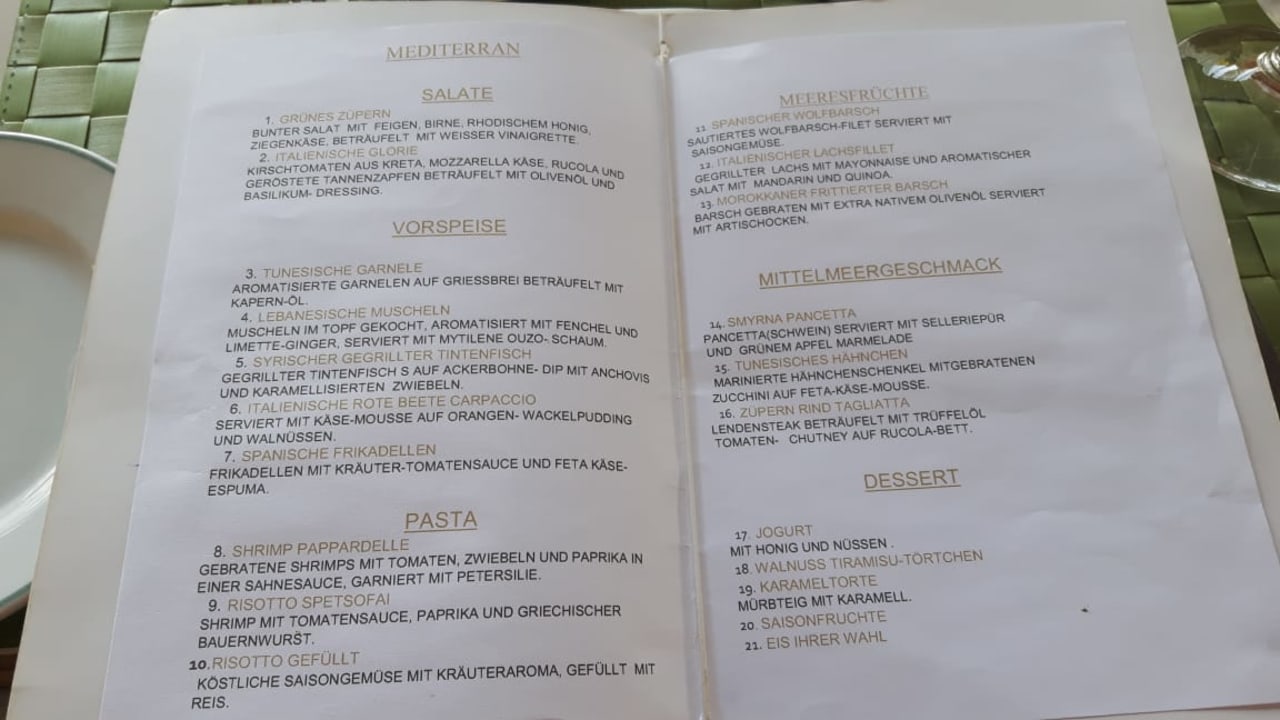 MEDITERRAN
SALATE
1. GRÜNES ZÜPERN
BUNTER SALAT MIT FEIGEN, BIRNE, RHODISCHEM HONIG,
ZIEGENKÄSE, BETRÄUFELT MIT WEISSER VINAIGRETTE.
2. ITALIENISCHE GLORIE
KIRSCHTOMATEN AUS KRETA, MOZZARELLA KÄSE, RUCOLA UND
GERÖSTETE TANNENZAPFEN BETRÄUFELT MIT OLIVENÖL UND
BASILIKUM- DRESSING.
VORSPEISE
3. TUNESISCHE GARNELE
AROMATISIERTE GARNELEN AUF GRIESSBREI BETRÄUFELT MIT
KAPERN-ÖL.
4. LEBANESISCHE MUSCHELN
MUSCHELN IM TOPF GEKOCHT, AROMATISIERT MIT FENCHEL UND
LIMETTE-GINGER, SERVIERT MIT MYTILENE OUZO- SCHAUM.
5. SYRISCHER GEGRILLTER TINTENFISCH
GEGRILLTER TINTENFISCH S AUF ACKERBOHNE- DIP MIT ANCHOVIS
UND KARAMELLISIERTEN ZWIEBELN.
6. ITALIENISCHE ROTE BEETE CARPACCIO
SERVIERT MIT KÄSE-MOUSSE AUF ORANGEN- WACKELPUDDING
UND WALNÜSSEN.
7. SPANISCHE FRIKADELLEN
FRIKADELLEN MIT KRÄUTER-TOMATENSAUCE UND FETA KÄSE-
ESPUMA.
PASTA
8. SHRIMP PAPPARDELLE
GEBRATENE SHRIMPS MIT TOMATEN, ZWIEBELN UND PAPRIKA IN
EINER SAHNESAUCE, GARNIERT MIT PETERSILIE.
9. RISOTTO SPETSOFAI
SHRIMP MIT TOMATENSAUCE, PAPRIKA UND GRIECHISCHER
BAUERNWURST.
10.RISOTTO GEFÜLLT
KÖSTLICHE SAISONGEMÜSE MIT KRÄUTERAROMA, GEFÜLLT MIT
REIS.
MEERESFRÜCHTE
11. SPANISCHER WOLFBARSCH
SAUTIERTES WOLFBARSCH-FILET SERVIERT MIT
SAISONGEMÜSE.
12. ITALIENISCHER LACHSFILLET
GEGRILLTER LACHS MIT MAYONNAISE UND AROMATISCHER
SALAT MIT MANDARIN UND QUINOA.
13. MOROKKANER FRITTIERTER BARSCH
BARSCH GEBRATEN MIT EXTRA NATIVEM OLIVENÖL SERVIERT
MIT ARTISCHOCKEN.
MITTELMEERGESCHMACK
14. SMYRNA PANCETTA
PANCETTA(SCHWEIN) SERVIERT MIT SELLERIEPÜR
UND GRÜNEM APFEL MARMELADE
15. TUNESISCHES HÄHNCHEN
MARINIERTE HÄHNCHENSCHENKEL MITGEBRATENEN
ZUCCHINI AUF FETA-KÄSE-MOUSSE.
16. ZÜPERN RIND TAGLIATTA
LENDENSTEAK BETRÄUFELT MIT TRÜFFELÖL
TOMATEN- CHUTNEY AUF RUCOLA-BETT.
DESSERT
17. JOGURT
MIT HONIG UND NÜSSEN .
18. WALNUSS TIRAMISU-TÖRTCHEN
19. KARAMELTORTE
MÜRBTEIG MIT KARAMELL.
20. SAISONFRUCHTE
21. EIS IHRER WAHL